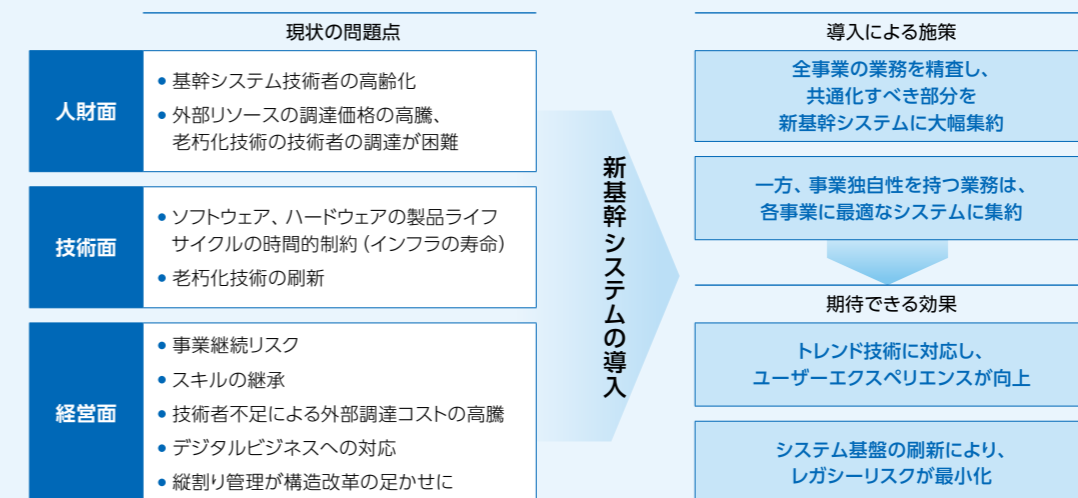 現状の問題点
人財面
• 基幹システム技術者の高齢化
• 外部リソースの調達価格の高騰、
老朽化技術の技術者の調達が困難
技術面
• ソフトウェア、ハードウェアの製品ライフ
サイクルの時間的制約（インフラの寿命）
• 老朽化技術の刷新
経営面
• 事業継続リスク
• スキルの継承
• 技術者不足による外部調達コストの高騰
• デジタルビジネスへの対応
• 縦割り管理が構造改革の足かせに
新基幹システムの導入
導入による施策
全事業の業務を精査し、
共通化すべき部分を
新基幹システムに大幅集約
一方、事業独自性を持つ業務は、
各事業に最適なシステムに集約
期待できる効果
トレンド技術に対応し、
ユーザーエクスペリエンスが向上
システム基盤の刷新により、
レガシーリスクが最小化